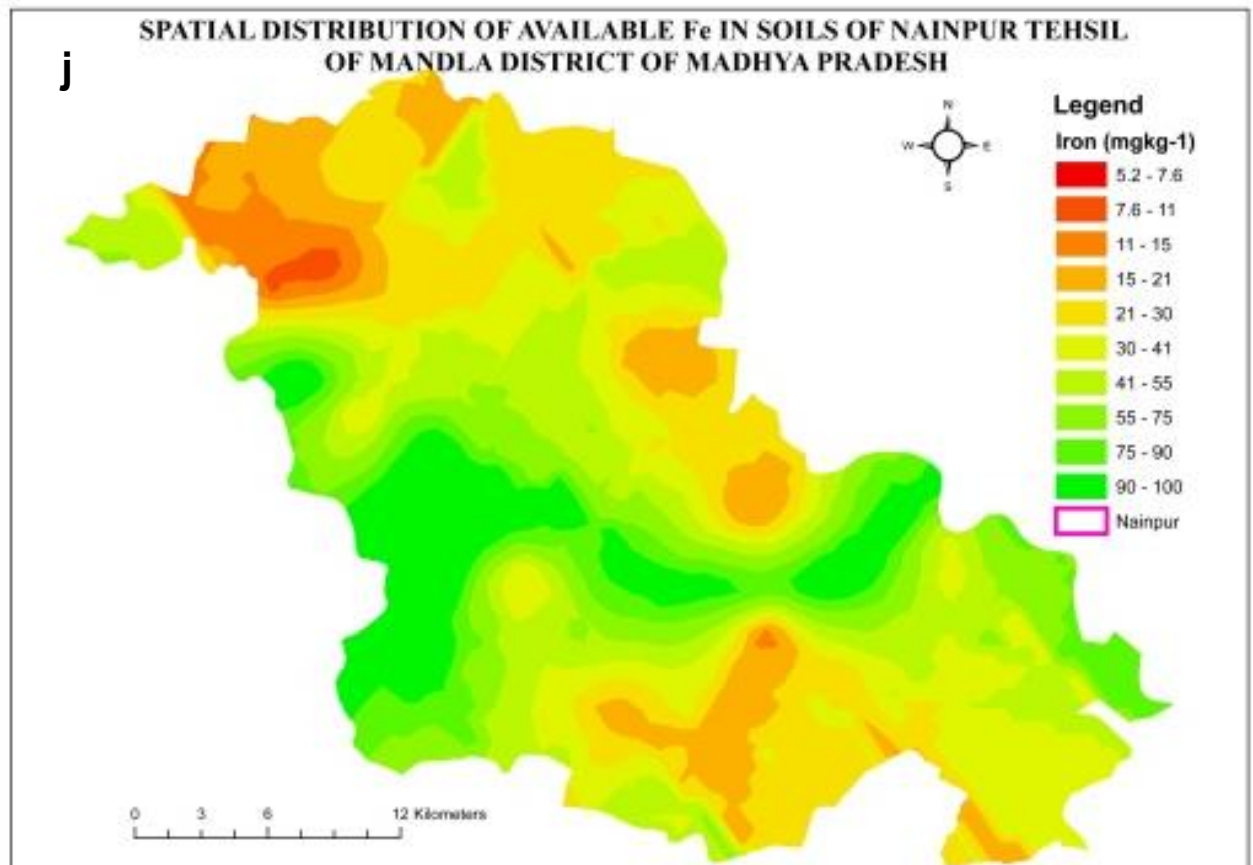 SPATIAL DISTRIBUTION OF AVAILABLE Fe IN SOILS OF NAINPUR TEHSIL
OF MANDLA DISTRICT OF MADHYA PRADESH
j
N
W E
S
Legend
Iron (mgkg-1)
5.2 - 7.6
7.6 - 11
11 - 15
15 - 21
21 - 30
30 - 41
41 - 55
55 - 75
75 - 90
90 - 100
Nainpur
0 3 6 12 Kilometers